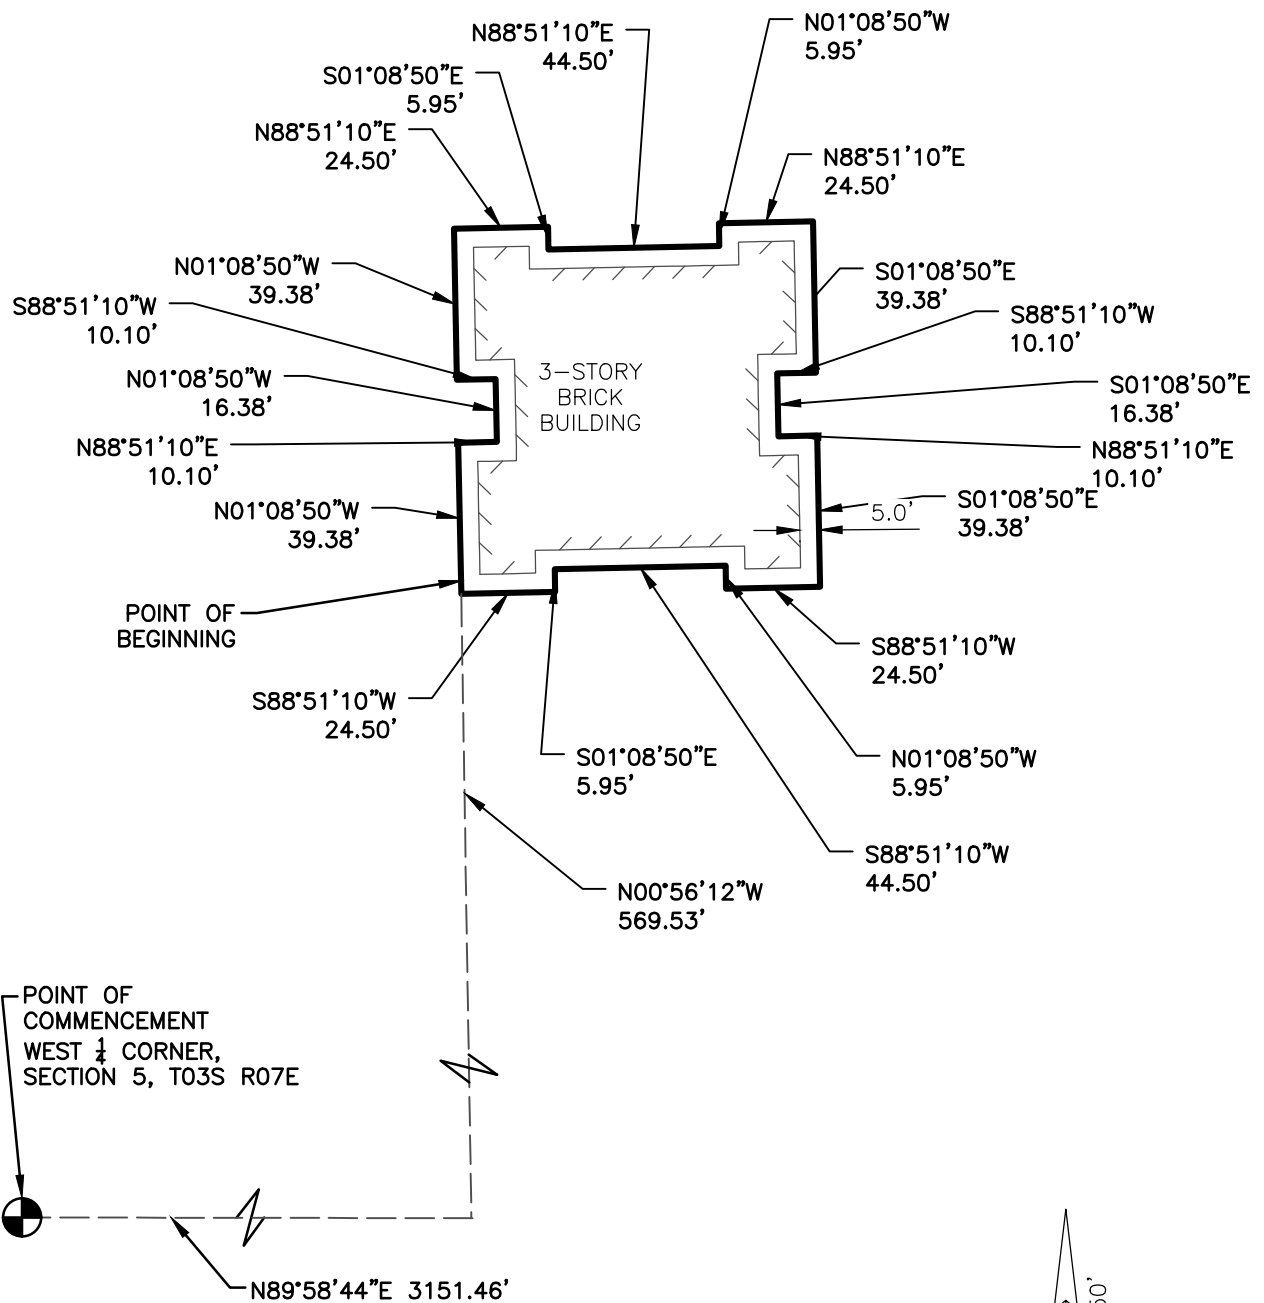 N88°51'10"E
44.50'
N01°08'50"W
5.95'
S01°08'50"E
5.95'
N88°51'10"E
24.50'
N88°51'10"E
24.50'
N01°08'50"W
39.38'
S01°08'50"E
39.38'
S88°51'10"W
10.10'
S88°51'10"W
10.10'
N01°08'50"W
16.38'
3-STORY
BRICK
BUILDING
S01°08'50"E
16.38'
N88°51'10"E
10.10'
N88°51'10"E
10.10'
N01°08'50"W
39.38'
5.0'
S01°08'50"E
39.38'
POINT OF
BEGINNING
S88°51'10"W
24.50'
S88°51'10"W
24.50'
S01°08'50"E
5.95'
N01°08'50"W
5.95'
S88°51'10"W
44.50'
N00°56'12"W
569.53'
POINT OF
COMMENCEMENT
WEST 1/4 CORNER,
SECTION 5, T03S R07E
N89°58'44"E 3151.46'